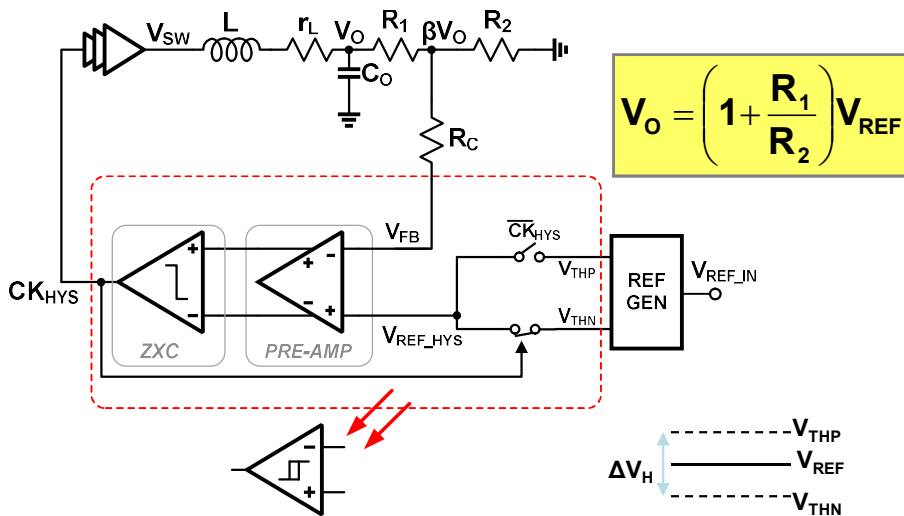 V_SW
L
r_L
V_O
R_1
βV_O
R_2
C_O
R_C
V_O = (1 + R_1/R_2) V_REF
V_FB
+
-
-
+
-
+
-
+
CK_HYS
ZXC
PRE-AMP
V_REF_HYS
C̅K̅_HYS
V_THP
V_THN
REF
GEN
V_REF_IN
-
+
ΔV_H
V_THP
V_REF
V_THN